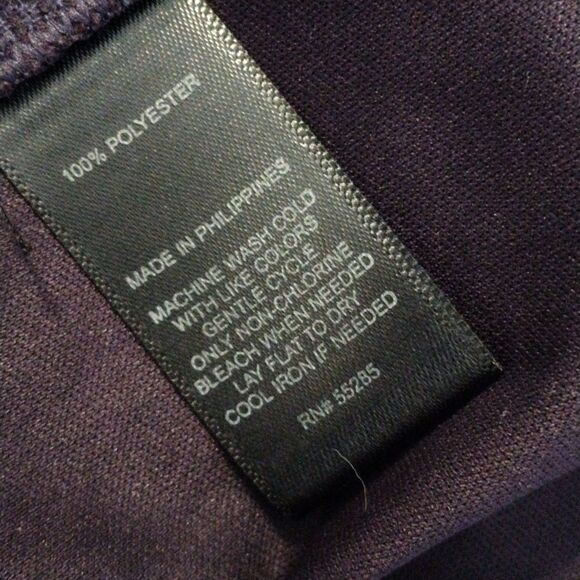 100% POLYESTER
MADE IN PHILIPPINES
MACHINE WASH COLD
WITH LIKE COLORS
GENTLE CYCLE
ONLY NON-CHLORINE
BLEACH WHEN NEEDED
LAY FLAT TO DRY
COOL IRON IF NEEDED
RN# 55285